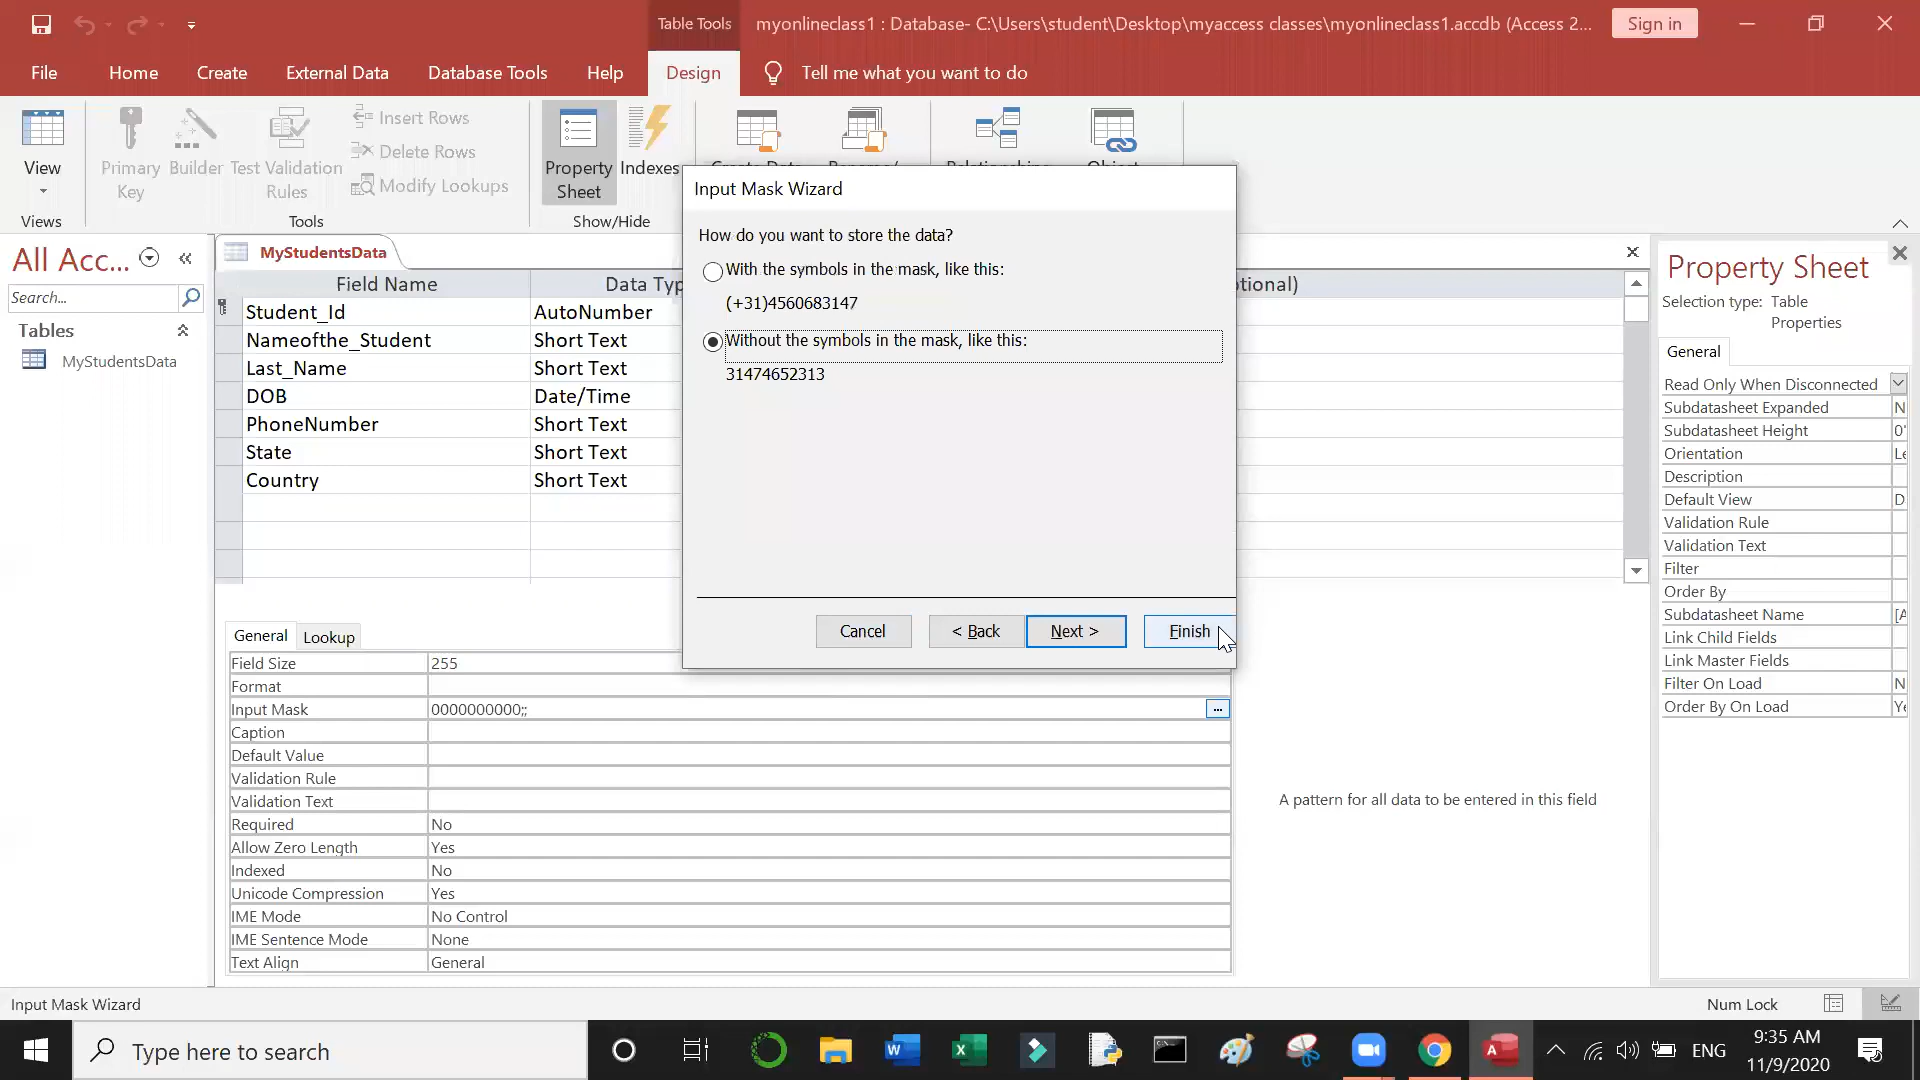 Table Tools
myonlineclass1 : Database- C:\Users\student\Desktop\myaccess classes\myonlineclass1.accdb (Access 2...
Sign in
File
Home
Create
External Data
Database Tools
Help
Design
Tell me what you want to do
View
Primary
Key
Builder
Test Validation
Rules
Insert Rows
Delete Rows
Modify Lookups
Property
Sheet
Indexes
Views
Tools
Show/Hide
All Acc...
Search...
Tables
MyStudentsData
MyStudentsData
Field Name
Data Typ
tional)
Student_Id AutoNumber
Nameofthe_Student Short Text
Last_Name Short Text
DOB Date/Time
PhoneNumber Short Text
State Short Text
Country Short Text
Input Mask Wizard
How do you want to store the data?
With the symbols in the mask, like this:
(+31)4560683147
Without the symbols in the mask, like this:
31474652313
Cancel
< Back
Next >
Finish
General
Lookup
Field Size 255
Format
Input Mask 0000000000;;
...
Caption
Default Value
Validation Rule
Validation Text
Required No
Allow Zero Length Yes
Indexed No
Unicode Compression Yes
IME Mode No Control
IME Sentence Mode None
Text Align General
A pattern for all data to be entered in this field
Property Sheet
Selection type: Table
Properties
General
Read Only When Disconnected
Subdatasheet Expanded N
Subdatasheet Height 0"
Orientation Le
Description
Default View D
Validation Rule
Validation Text
Filter
Order By
Subdatasheet Name [A
Link Child Fields
Link Master Fields
Filter On Load N
Order By On Load Ye
Input Mask Wizard
Num Lock
Type here to search
ENG
9:35 AM
11/9/2020